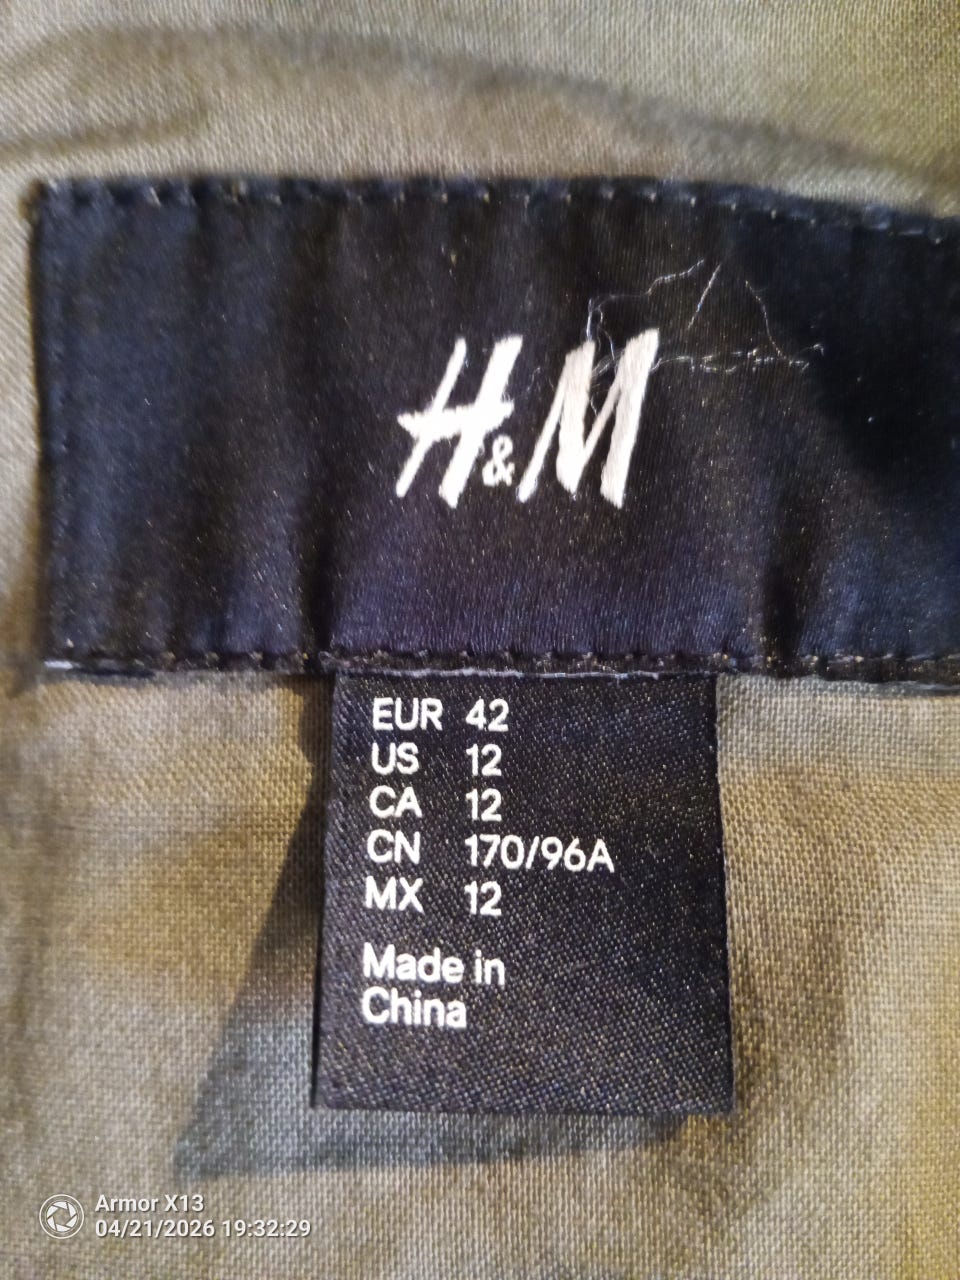 H&M
EUR 42
US 12
CA 12
CN 170/96A
MX 12
Made in
China
Armor X13
04/21/2026 19:32:29